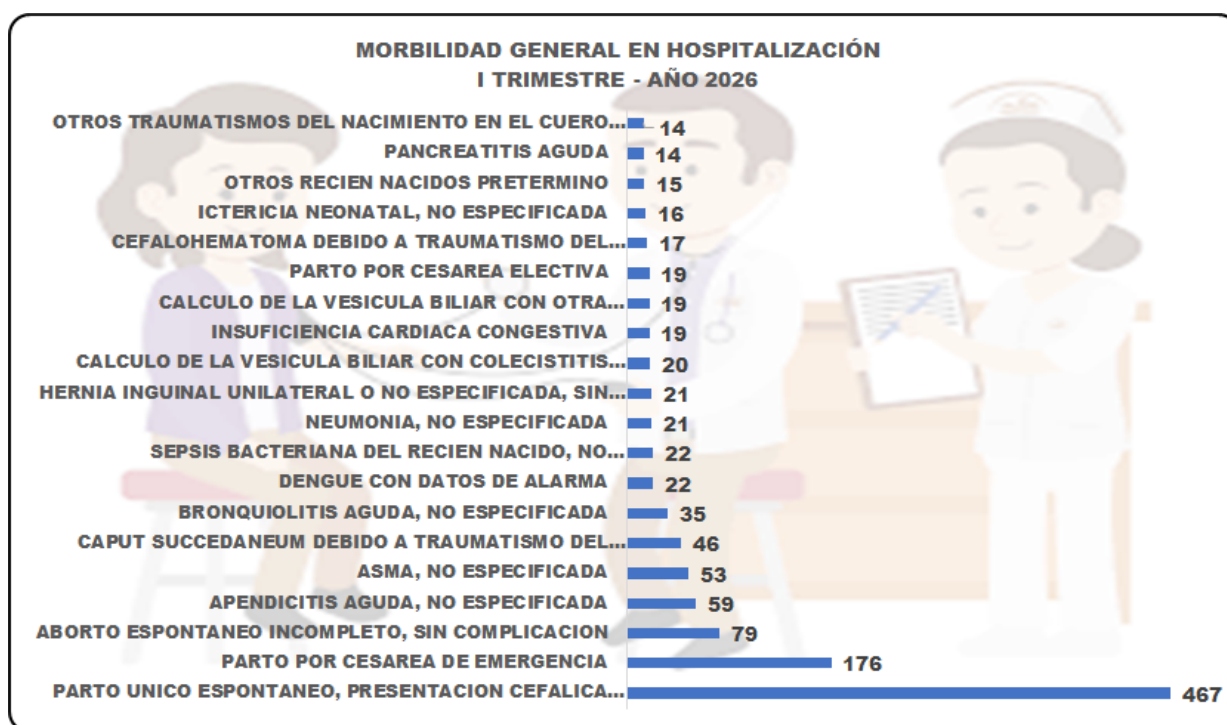 MORBILIDAD GENERAL EN HOSPITALIZACIÓN
I TRIMESTRE - AÑO 2026
OTROS TRAUMATISMOS DEL NACIMIENTO EN EL CUERO... 14
PANCREATITIS AGUDA 14
OTROS RECIEN NACIDOS PRETERMINO 15
ICTERICIA NEONATAL, NO ESPECIFICADA 16
CEFALOHEMATOMA DEBIDO A TRAUMATISMO DEL... 17
PARTO POR CESAREA ELECTIVA 19
CALCULO DE LA VESICULA BILIAR CON OTRA... 19
INSUFICIENCIA CARDIACA CONGESTIVA 19
CALCULO DE LA VESICULA BILIAR CON COLECISTITIS... 20
HERNIA INGUINAL UNILATERAL O NO ESPECIFICADA, SIN... 21
NEUMONIA, NO ESPECIFICADA 21
SEPSIS BACTERIANA DEL RECIEN NACIDO, NO... 22
DENGUE CON DATOS DE ALARMA 22
BRONQUIOLITIS AGUDA, NO ESPECIFICADA 35
CAPUT SUCCEDANEUM DEBIDO A TRAUMATISMO DEL... 46
ASMA, NO ESPECIFICADA 53
APENDICITIS AGUDA, NO ESPECIFICADA 59
ABORTO ESPONTANEO INCOMPLETO, SIN COMPLICACION 79
PARTO POR CESAREA DE EMERGENCIA 176
PARTO UNICO ESPONTANEO, PRESENTACION CEFALICA... 467